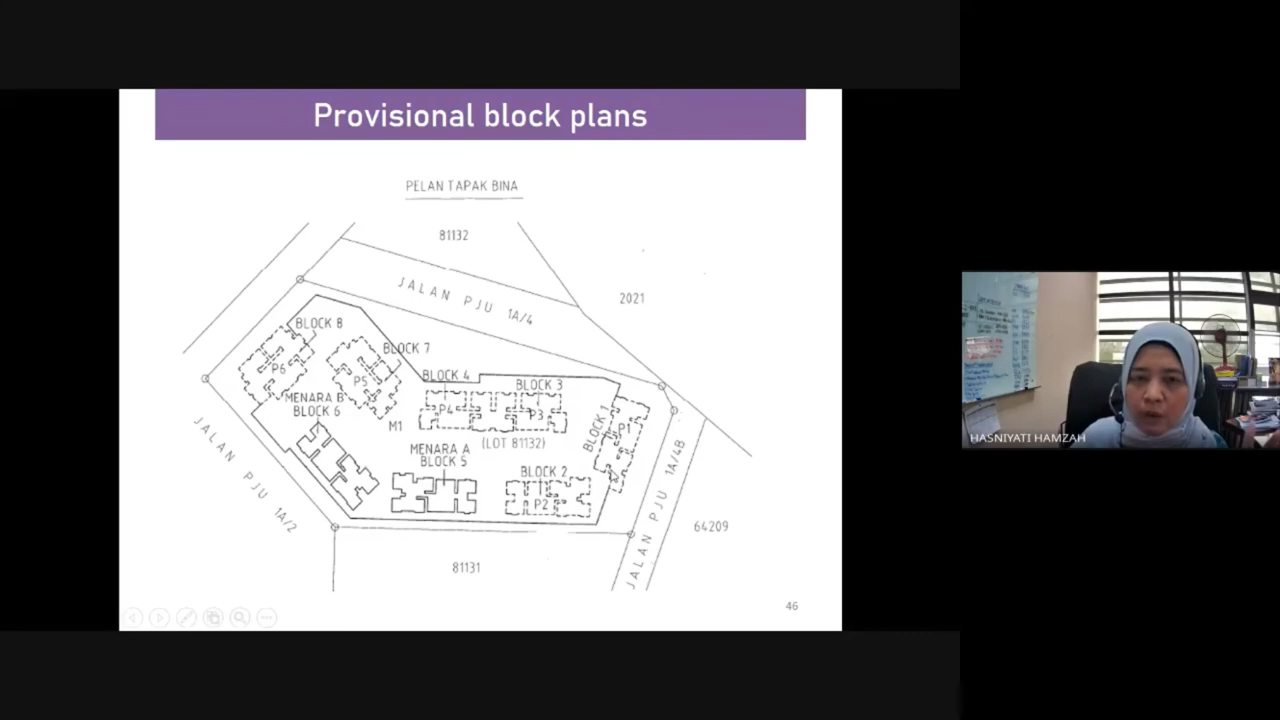 Provisional block plans
PELAN TAPAK BINA
81132
JALAN PJU 1A/4
2021
BLOCK 8
P6
BLOCK 7
P5
BLOCK 4
P4
BLOCK 3
P3
BLOCK 1
P1
MENARA B
BLOCK 6
M1
(LOT 81132)
MENARA A
BLOCK 5
BLOCK 2
P2
JALAN PJU 1A/2
JALAN PJU 1A/4B
64209
81131
46
HASNIYATI HAMZAH